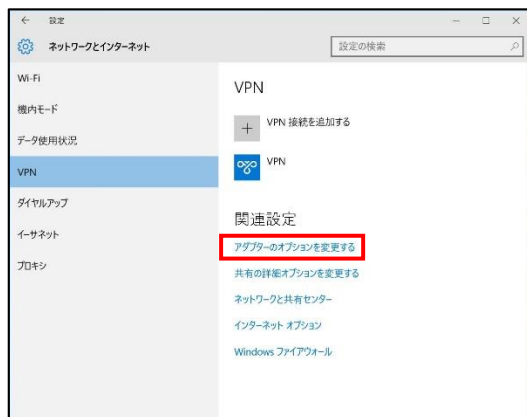 設定
ネットワークとインターネット
設定の検索
Wi-Fi
機内モード
データ使用状況
VPN
ダイヤルアップ
イーサネット
プロキシ
VPN
VPN 接続を追加する
VPN
関連設定
アダプターのオプションを変更する
共有の詳細オプションを変更する
ネットワークと共有センター
インターネット オプション
Windows ファイアウォール